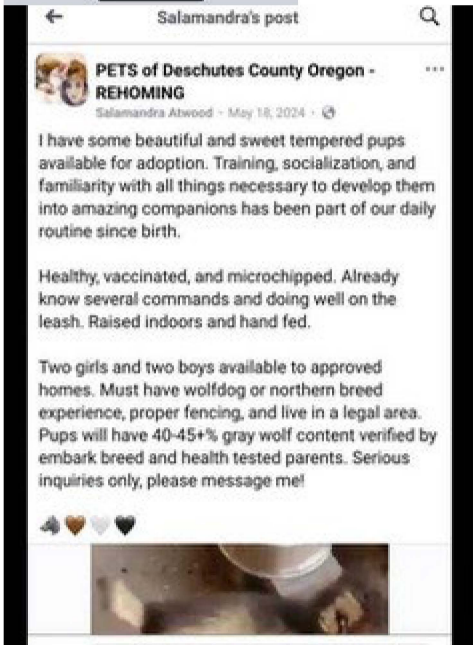 Salamandra's post
PETS of Deschutes County Oregon -
REHOMING
Salamandra Atwood · May 18, 2024 ·
I have some beautiful and sweet tempered pups
available for adoption. Training, socialization, and
familiarity with all things necessary to develop them
into amazing companions has been part of our daily
routine since birth.
Healthy, vaccinated, and microchipped. Already
know several commands and doing well on the
leash. Raised indoors and hand fed.
Two girls and two boys available to approved
homes. Must have wolfdog or northern breed
experience, proper fencing, and live in a legal area.
Pups will have 40-45+% gray wolf content verified by
embark breed and health tested parents. Serious
inquiries only, please message me!